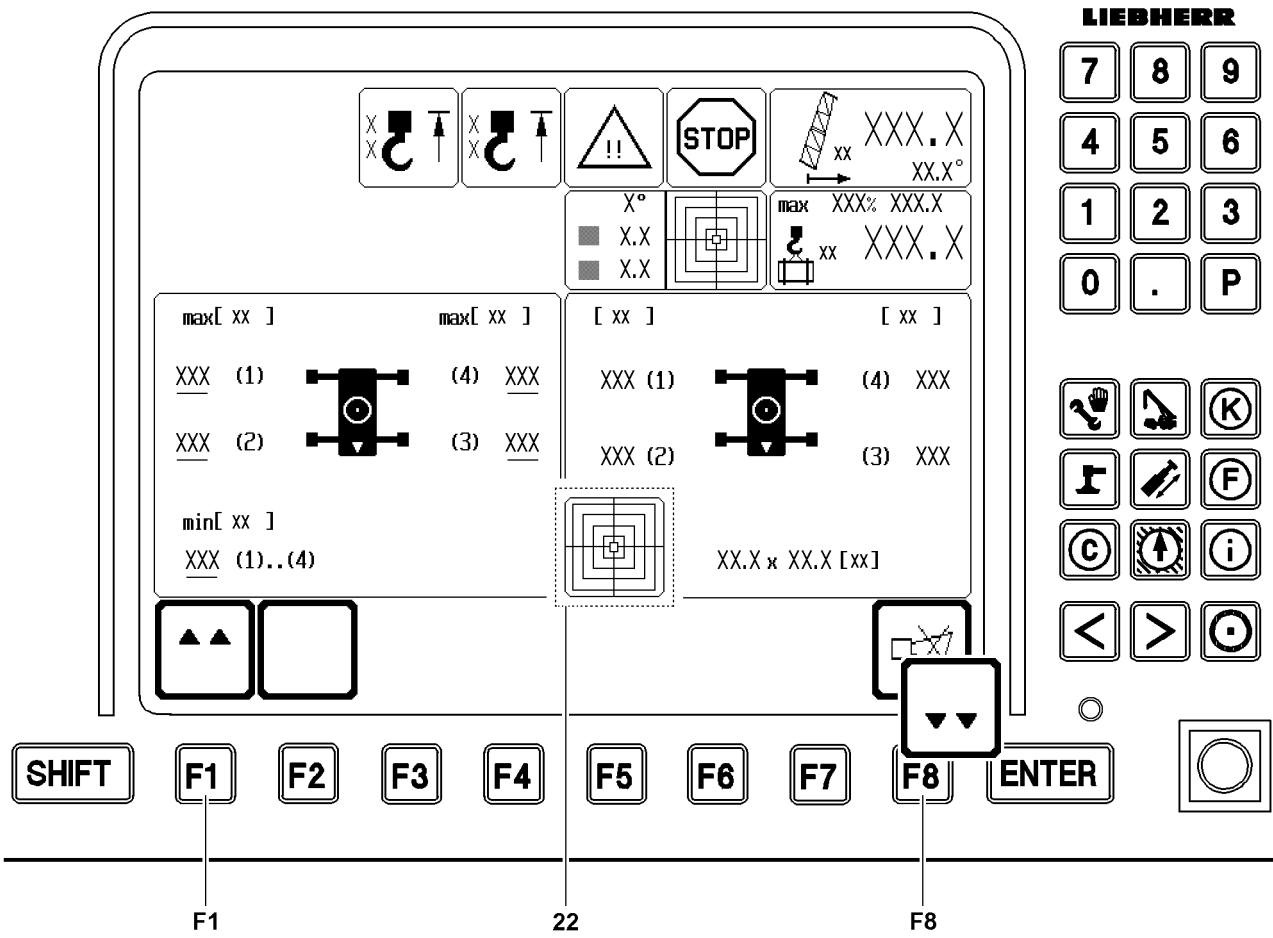 LIEBHERR
7 8 9
4 5 6
1 2 3
0 . P
X X X X !! STOP xx XXX.X
XX.X°
X° max XXX% XXX.X
X.X xx XXX.X
X.X
max[ xx ] max[ xx ] [ xx ] [ xx ]
XXX (1) (4) XXX XXX (1) (4) XXX
XXX (2) (3) XXX XXX (2) (3) XXX
min[ xx ]
XXX (1)..(4) XX.X x XX.X [xx]
K
F
C i
< >
SHIFT F1 F2 F3 F4 F5 F6 F7 F8 ENTER
F1 22 F8